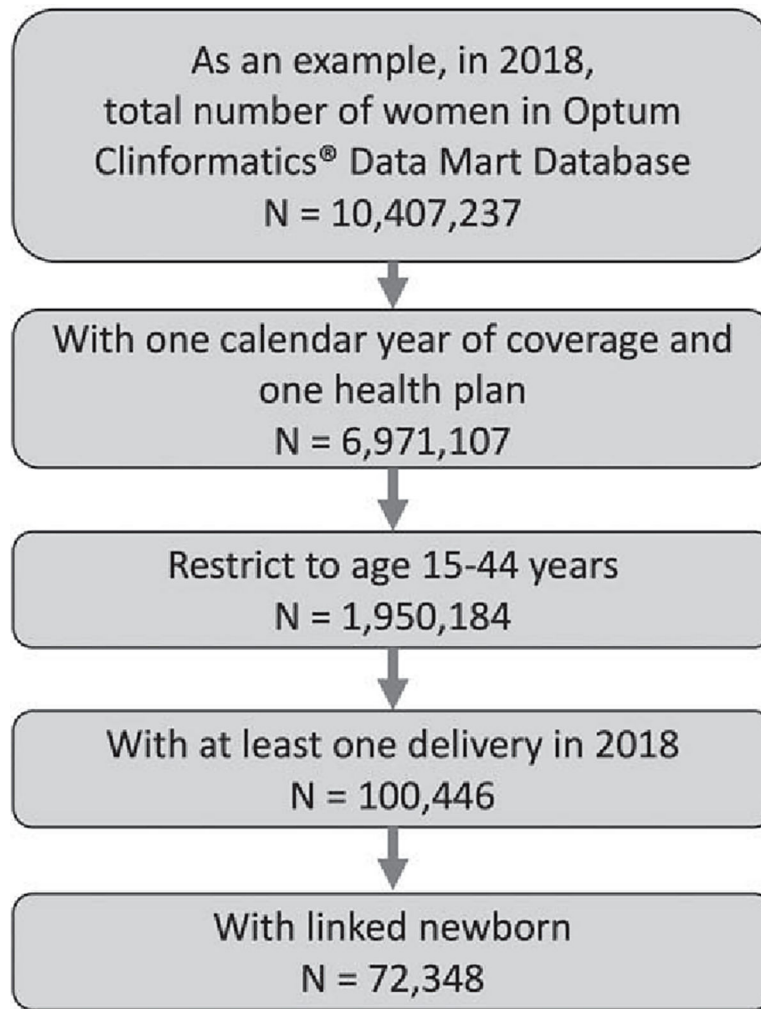 As an example, in 2018,
total number of women in Optum
Clinformatics® Data Mart Database
N = 10,407,237
With one calendar year of coverage and
one health plan
N = 6,971,107
Restrict to age 15-44 years
N = 1,950,184
With at least one delivery in 2018
N = 100,446
With linked newborn
N = 72,348